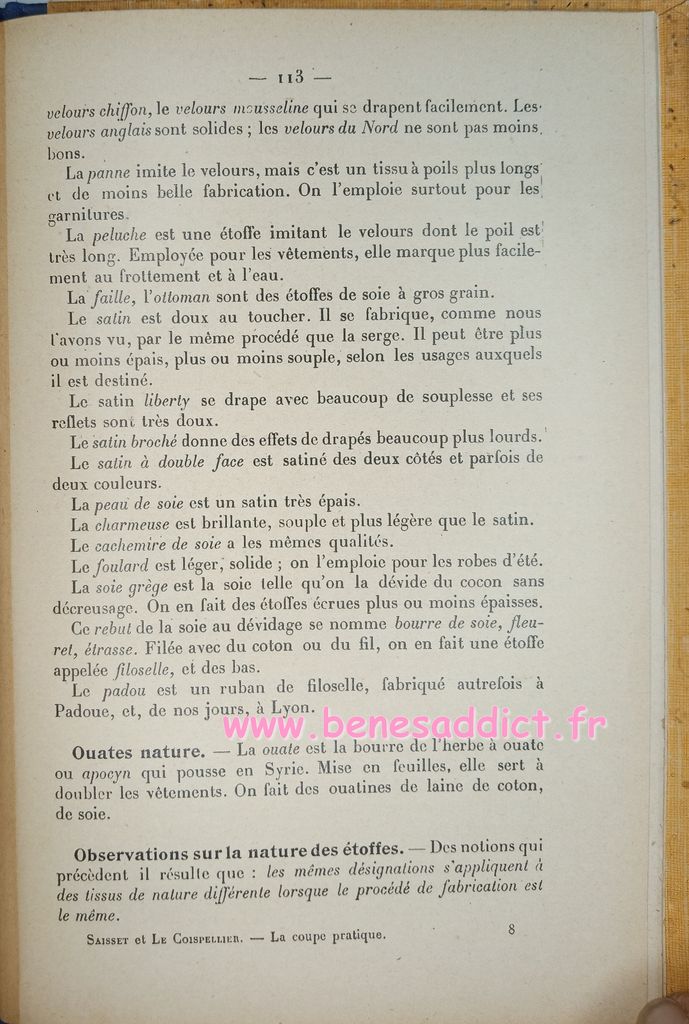 — 113 —
velours chiffon, le velours mousseline qui se drapent facilement. Les
velours anglais sont solides ; les velours du Nord ne sont pas moins
bons.
La panne imite le velours, mais c'est un tissu à poils plus longs
et de moins belle fabrication. On l'emploie surtout pour les
garnitures.
La peluche est une étoffe imitant le velours dont le poil est
très long. Employée pour les vêtements, elle marque plus facile-
ment au frottement et à l'eau.
La faille, l'ottoman sont des étoffes de soie à gros grain.
Le satin est doux au toucher. Il se fabrique, comme nous
l'avons vu, par le même procédé que la serge. Il peut être plus
ou moins épais, plus ou moins souple, selon les usages auxquels
il est destiné.
Le satin liberty se drape avec beaucoup de souplesse et ses
reflets sont très doux.
Le satin broché donne des effets de drapés beaucoup plus lourds.
Le satin à double face est satiné des deux côtés et parfois de
deux couleurs.
La peau de soie est un satin très épais.
La charmeuse est brillante, souple et plus légère que le satin.
Le cachemire de soie a les mêmes qualités.
Le foulard est léger, solide ; on l'emploie pour les robes d'été.
La soie grège est la soie telle qu'on la dévide du cocon sans
décreusage. On en fait des étoffes écrues plus ou moins épaisses.
Ce rebut de la soie au dévidage se nomme bourre de soie, fleu-
ret, étrasse. Filée avec du coton ou du fil, on en fait une étoffe
appelée filoselle, et des bas.
Le padou est un ruban de filoselle, fabriqué autrefois à
Padoue, et, de nos jours, à Lyon.
www.benesaddict.fr
Ouates nature. — La ouate est la bourre de l'herbe à ouate
ou apocyn qui pousse en Syrie. Mise en feuilles, elle sert à
doubler les vêtements. On fait des ouatines de laine de coton,
de soie.
Observations sur la nature des étoffes. — Des notions qui
précèdent il résulte que : les mêmes désignations s'appliquent à
des tissus de nature différente lorsque le procédé de fabrication est
le même.
SAISSET et LE COISPELLIER. — La coupe pratique. 8